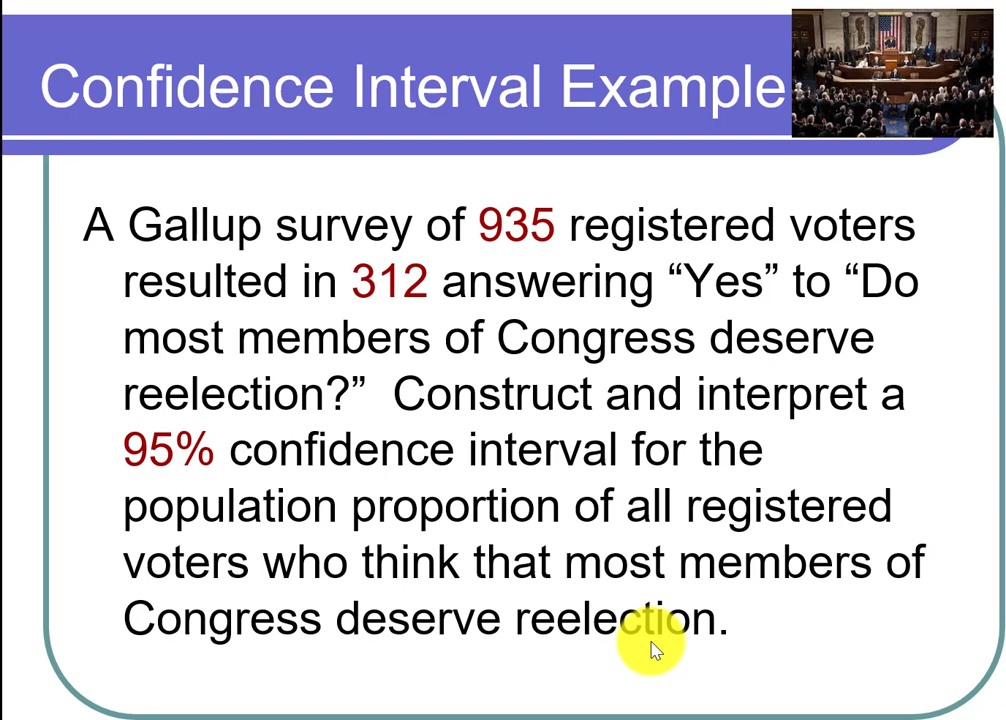 Confidence Interval Example
A Gallup survey of 935 registered voters
resulted in 312 answering “Yes” to “Do
most members of Congress deserve
reelection?”  Construct and interpret a
95% confidence interval for the
population proportion of all registered
voters who think that most members of
Congress deserve reelection.